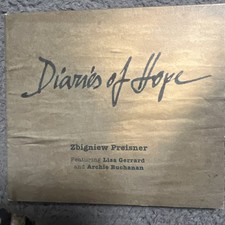 Diaries of Hope
Zbigniew Preisner
Featuring Lisa Gerrard
and Archie Buchanan